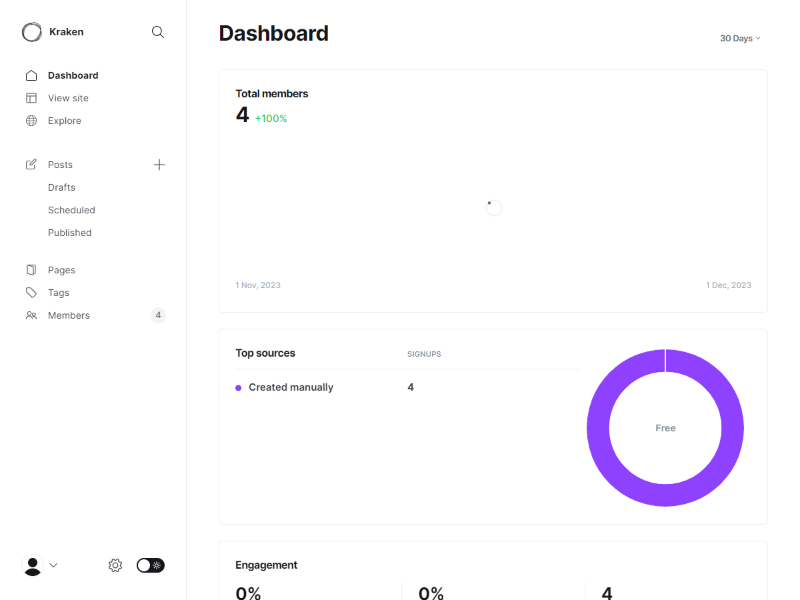 Kraken
Dashboard
View site
Explore
Posts
Drafts
Scheduled
Published
Pages
Tags
Members 4
Dashboard
30 Days
Total members
4 +100%
1 Nov, 2023 1 Dec, 2023
Top sources SIGNUPS
Created manually 4
Free
Engagement
0% 0% 4